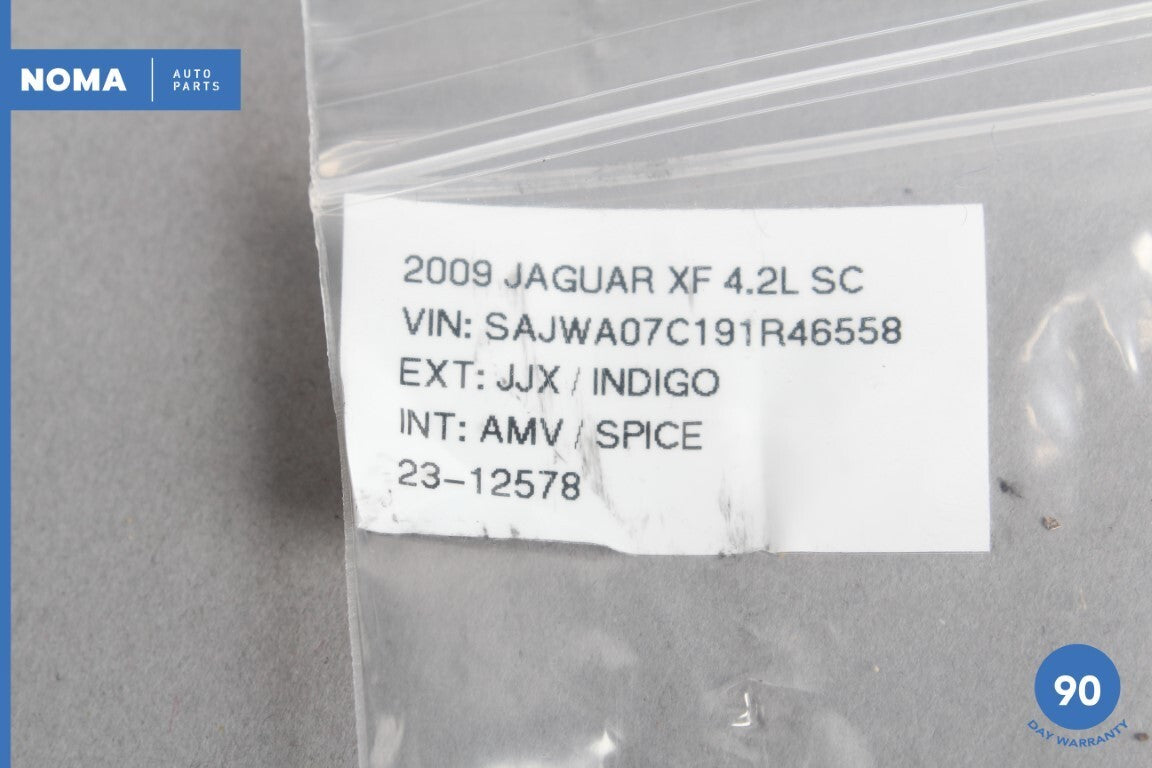 NOMA
AUTO
PARTS
2009 JAGUAR XF 4.2L SC
VIN: SAJWA07C191R46558
EXT: JJX / INDIGO
INT: AMV / SPICE
23-12578
90
DAY WARRANTY